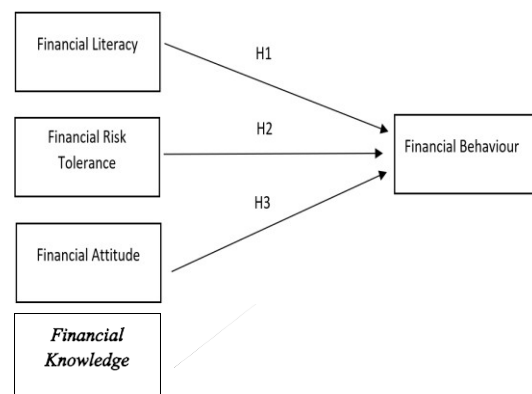 Financial Literacy
H1
Financial Risk
Tolerance
H2
Financial Behaviour
Financial Attitude
H3
Financial
Knowledge